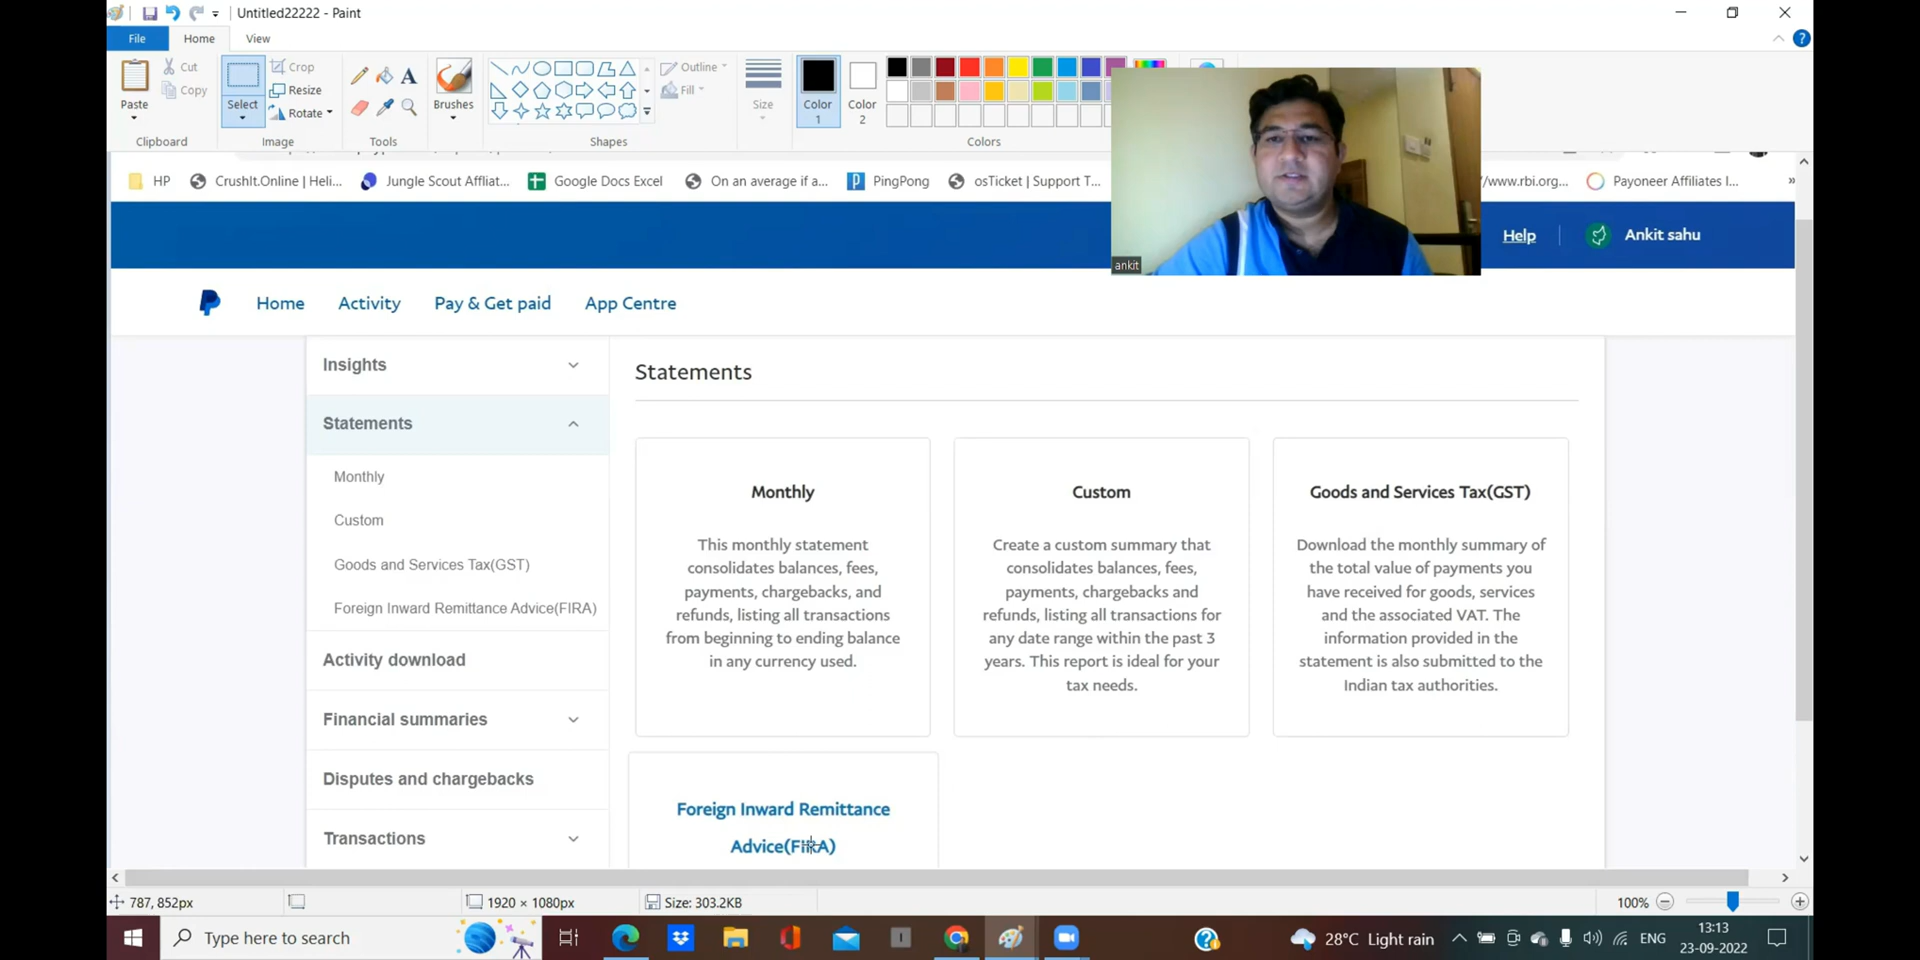 Untitled22222 - Paint
File
Home
View
Paste
Cut
Copy
Clipboard
Select
Crop
Resize
Rotate
Image
A
Tools
Brushes
Outline
Fill
Shapes
Size
Color
1
Color
2
Colors
HP
CrushIt.Online | Heli...
Jungle Scout Affliat...
Google Docs Excel
On an average if a...
PingPong
osTicket | Support T...
/www.rbi.org...
Payoneer Affiliates I...
»
ankit
Help
Ankit sahu
Home
Activity
Pay & Get paid
App Centre
Insights
Statements
Monthly
Custom
Goods and Services Tax(GST)
Foreign Inward Remittance Advice(FIRA)
Activity download
Financial summaries
Disputes and chargebacks
Transactions
Statements
Monthly
This monthly statement
consolidates balances, fees,
payments, chargebacks, and
refunds, listing all transactions
from beginning to ending balance
in any currency used.
Custom
Create a custom summary that
consolidates balances, fees,
payments, chargebacks and
refunds, listing all transactions for
any date range within the past 3
years. This report is ideal for your
tax needs.
Goods and Services Tax(GST)
Download the monthly summary of
the total value of payments you
have received for goods, services
and the associated VAT. The
information provided in the
statement is also submitted to the
Indian tax authorities.
Foreign Inward Remittance
Advice(FIRA)
787, 852px
1920 × 1080px
Size: 303.2KB
100%
Type here to search
28°C Light rain
ENG
13:13
23-09-2022